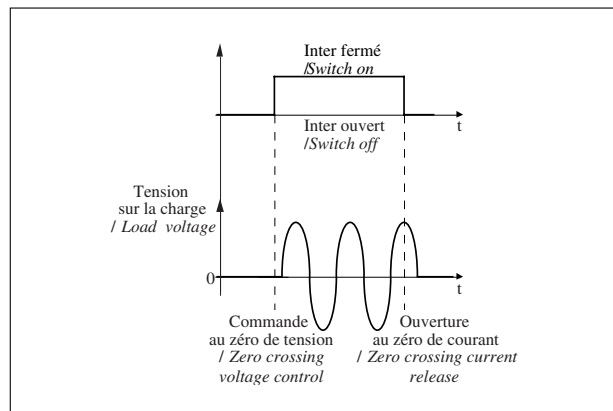 Inter fermé
/Switch on
t
Inter ouvert
/Switch off
Tension
sur la charge
/ Load voltage
0
t
Commande
au zéro de tension
/ Zero crossing
voltage control
Ouverture
au zéro de courant
/ Zero crossing current
release